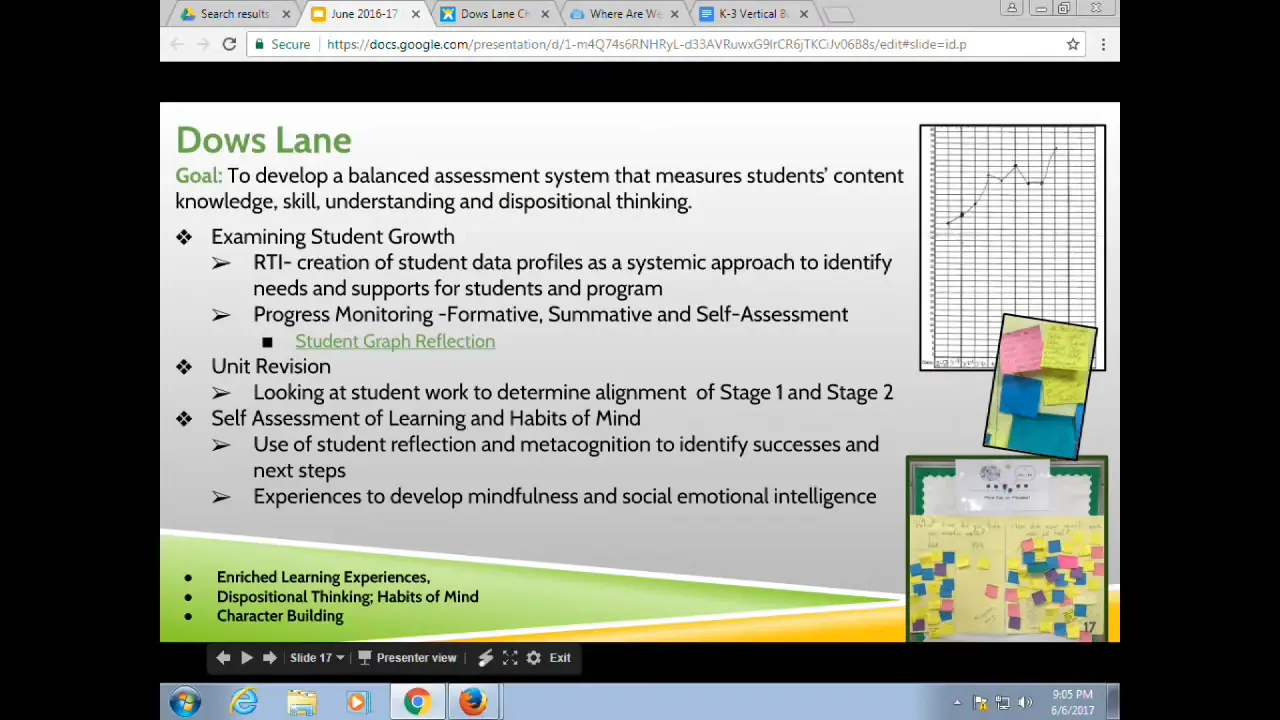 Search results
June 2016-17
Dows Lane Ch
Where Are We
K-3 Vertical Bu
Secure
https://docs.google.com/presentation/d/1-m4Q74s6RNHRyL-d33AVRuwxG9IrCR6jTKCiJv06B8s/edit#slide=id.p
Dows Lane
Goal: To develop a balanced assessment system that measures students' content
knowledge, skill, understanding and dispositional thinking.
❖ Examining Student Growth
➢ RTI- creation of student data profiles as a systemic approach to identify
needs and supports for students and program
➢ Progress Monitoring -Formative, Summative and Self-Assessment
■ Student Graph Reflection
❖ Unit Revision
➢ Looking at student work to determine alignment of Stage 1 and Stage 2
❖ Self Assessment of Learning and Habits of Mind
➢ Use of student reflection and metacognition to identify successes and
next steps
➢ Experiences to develop mindfulness and social emotional intelligence
● Enriched Learning Experiences,
● Dispositional Thinking; Habits of Mind
● Character Building
17
Slide 17
Presenter view
Exit
9:05 PM
6/6/2017